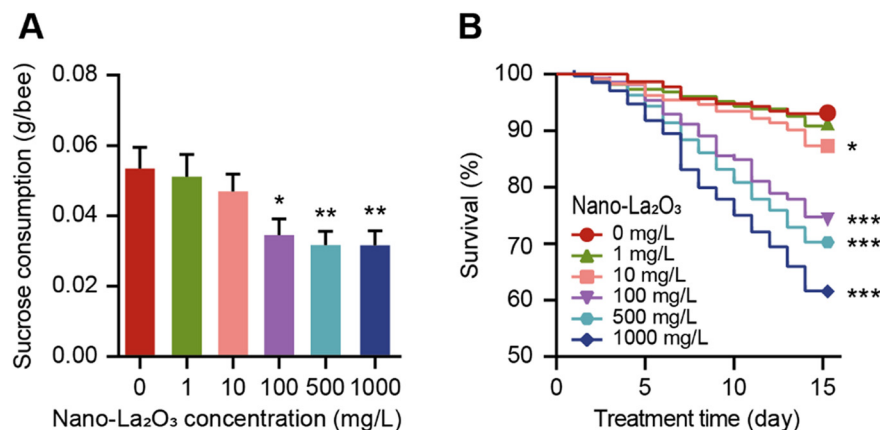 A
Sucrose consumption (g/bee)
0.08
0.06
0.04
0.02
0.00
*
**
**
0
1
10
100
500
1000
Nano-La₂O₃ concentration (mg/L)
B
Survival (%)
100
90
80
70
60
50
Nano-La₂O₃
0 mg/L
1 mg/L
10 mg/L
100 mg/L
500 mg/L
1000 mg/L
*
***
***
***
0
5
10
15
Treatment time (day)